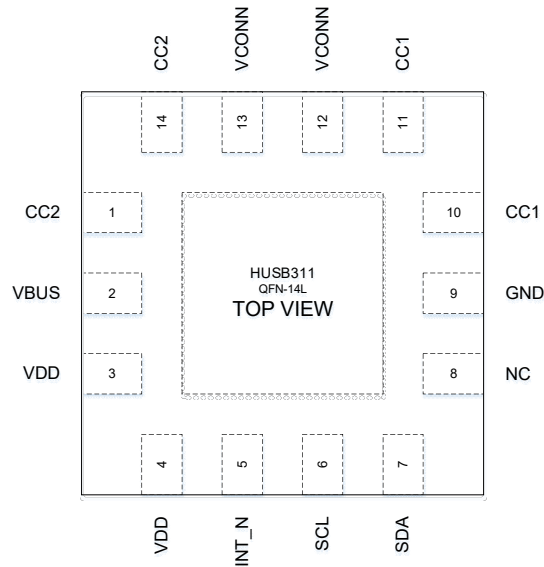 CC2
VCONN
VCONN
CC1
14
13
12
11
CC2
1
10
CC1
VBUS
2
9
GND
VDD
3
8
NC
HUSB311
QFN-14L
TOP VIEW
4
5
6
7
VDD
INT_N
SCL
SDA